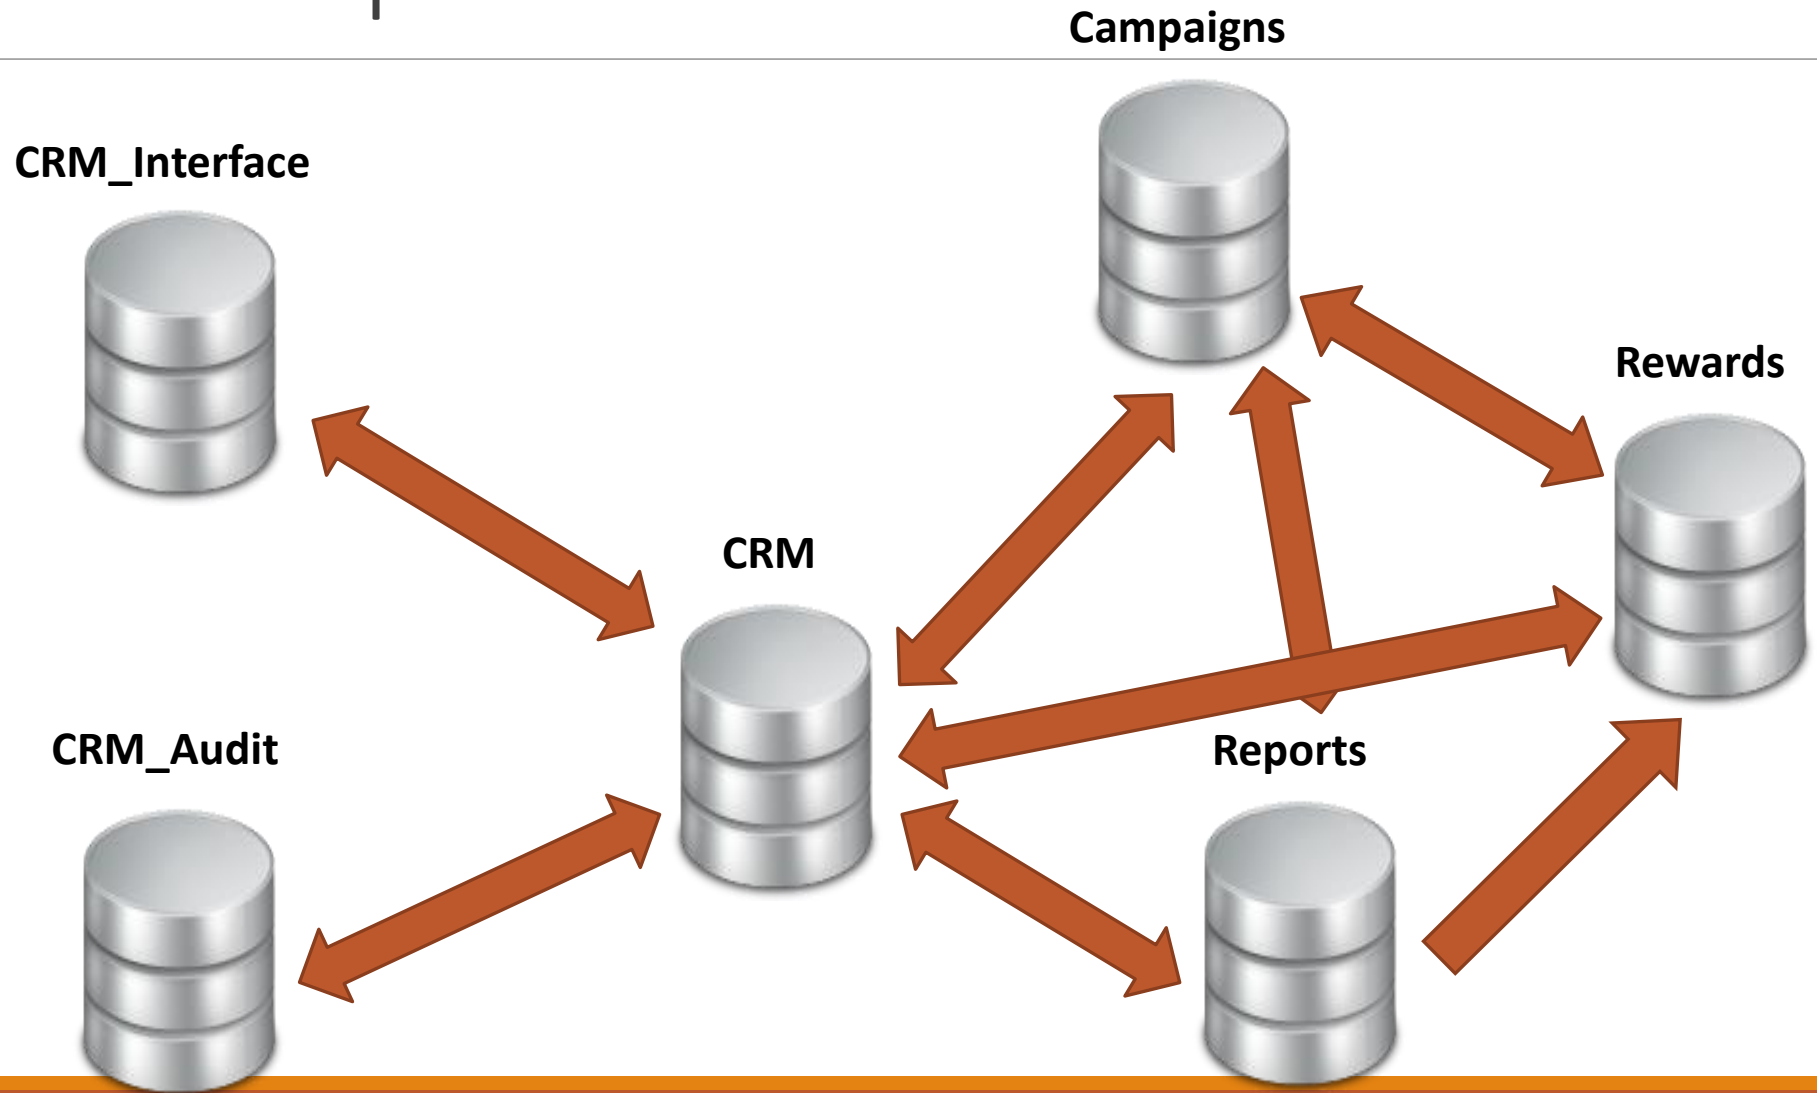 Campaigns
CRM_Interface
Rewards
CRM
CRM_Audit
Reports